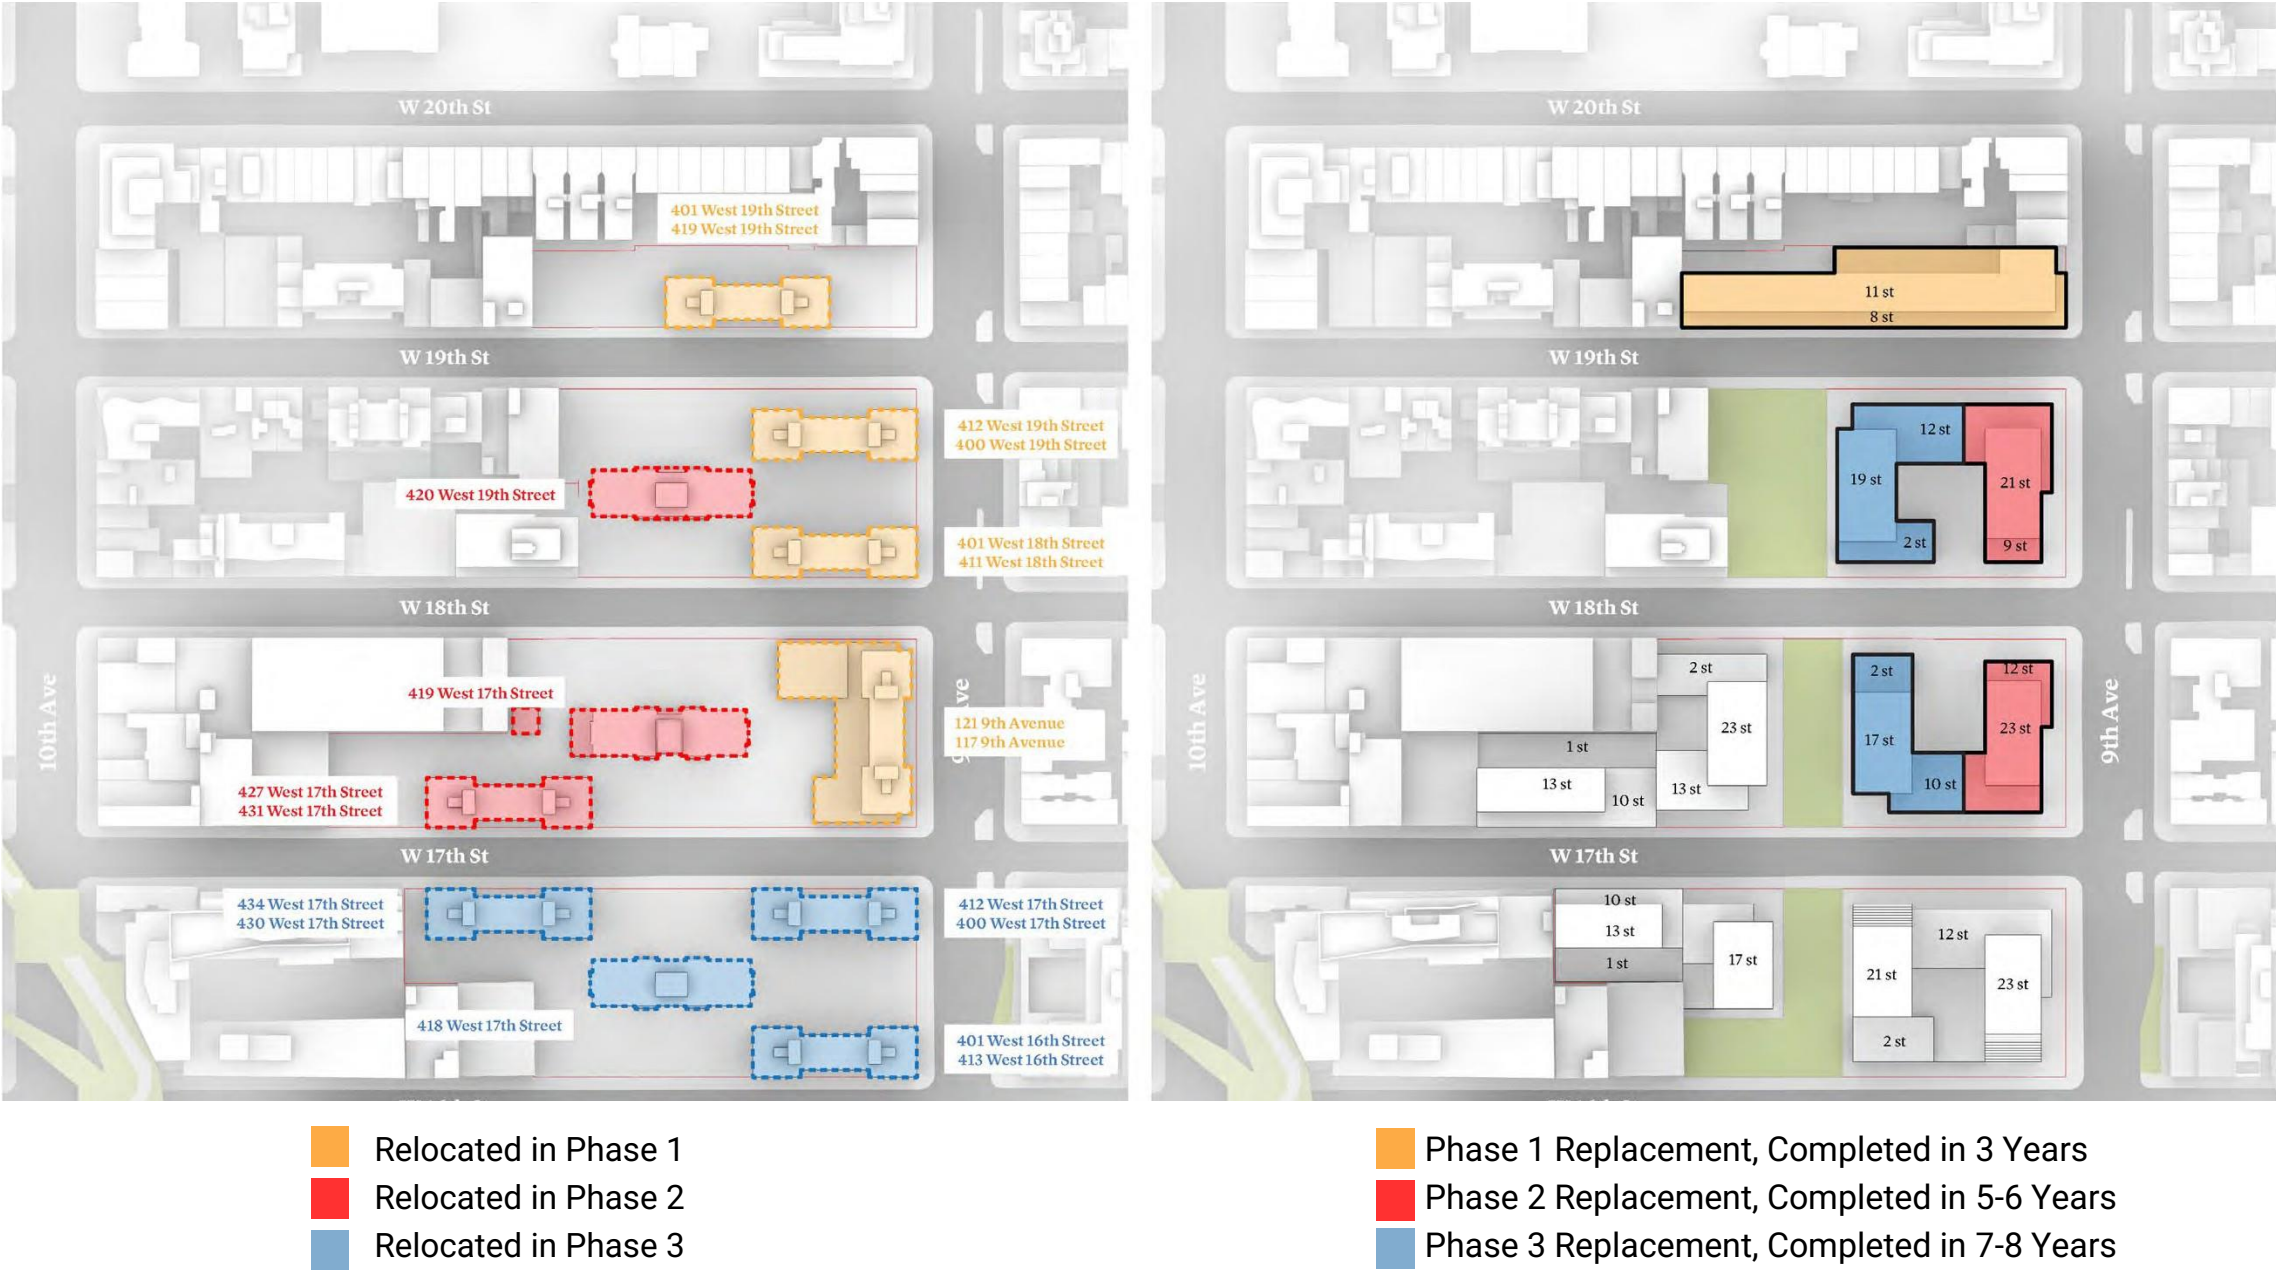 W 20th St
401 West 19th Street
419 West 19th Street
W 19th St
412 West 19th Street
400 West 19th Street
420 West 19th Street
401 West 18th Street
411 West 18th Street
W 18th St
419 West 17th Street
10th Ave
121 9th Avenue
117 9th Avenue
427 West 17th Street
431 West 17th Street
W 17th St
434 West 17th Street
430 West 17th Street
412 West 17th Street
400 West 17th Street
418 West 17th Street
401 West 16th Street
413 West 16th Street
Relocated in Phase 1
Relocated in Phase 2
Relocated in Phase 3
W 20th St
11 st
8 st
W 19th St
12 st
19 st
21 st
2 st
9 st
W 18th St
2 st
2 st
12 st
10th Ave
9th Ave
23 st
23 st
17 st
1 st
13 st
13 st
10 st
10 st
W 17th St
10 st
13 st
12 st
1 st
17 st
21 st
23 st
2 st
Phase 1 Replacement, Completed in 3 Years
Phase 2 Replacement, Completed in 5-6 Years
Phase 3 Replacement, Completed in 7-8 Years